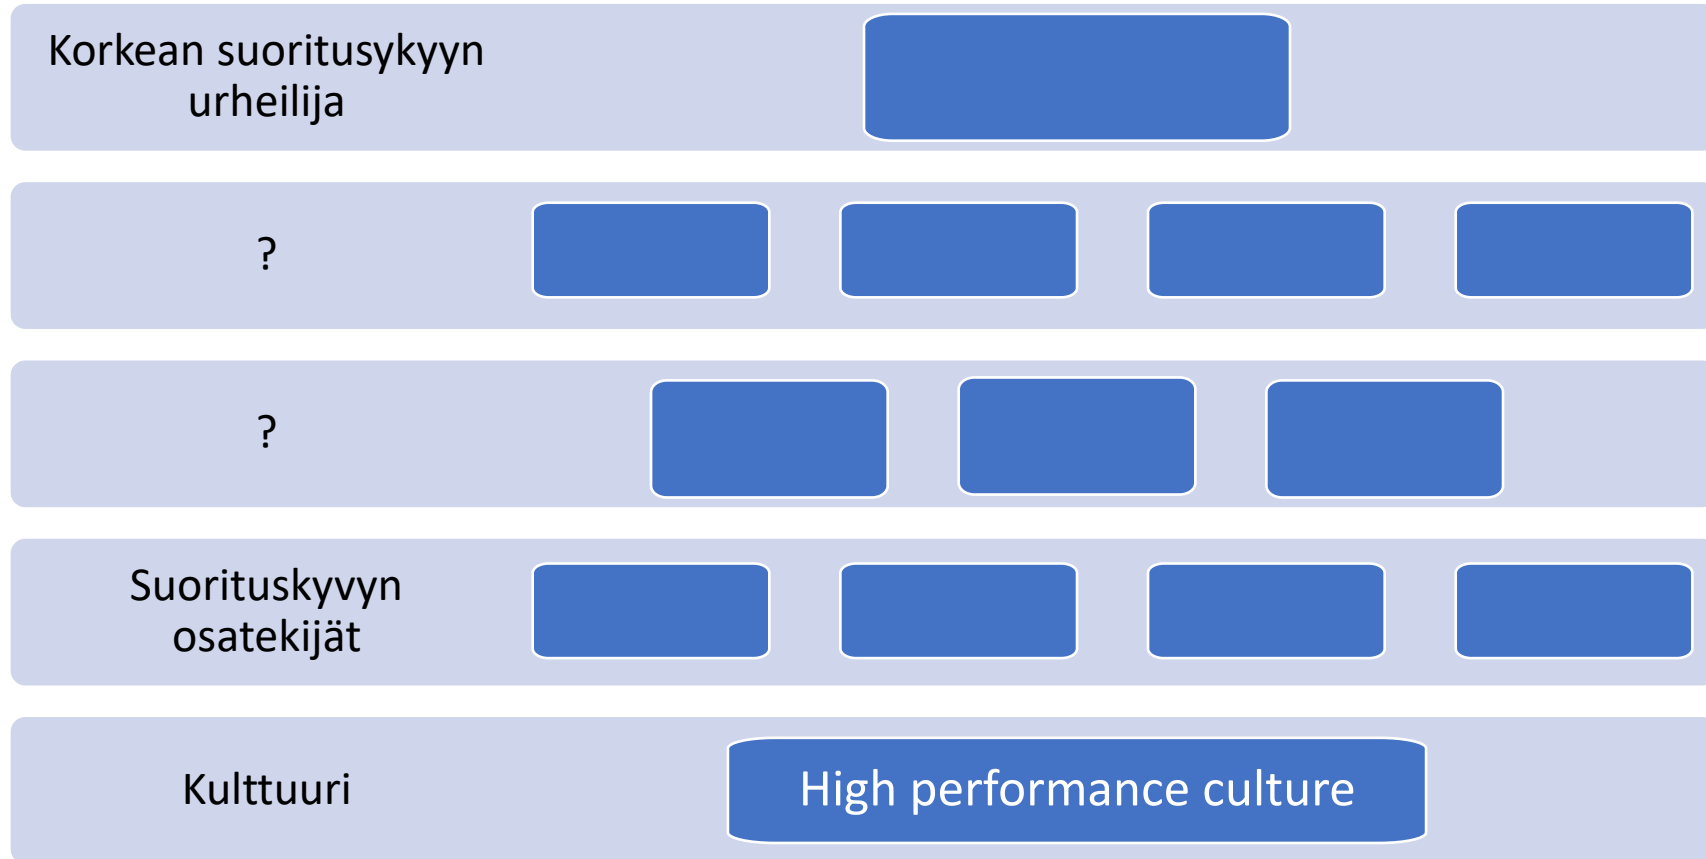 Korkean suoritusykyyn
urheilija
?
?
Suorituskyvyn
osatekijät
Kulttuuri
High performance culture